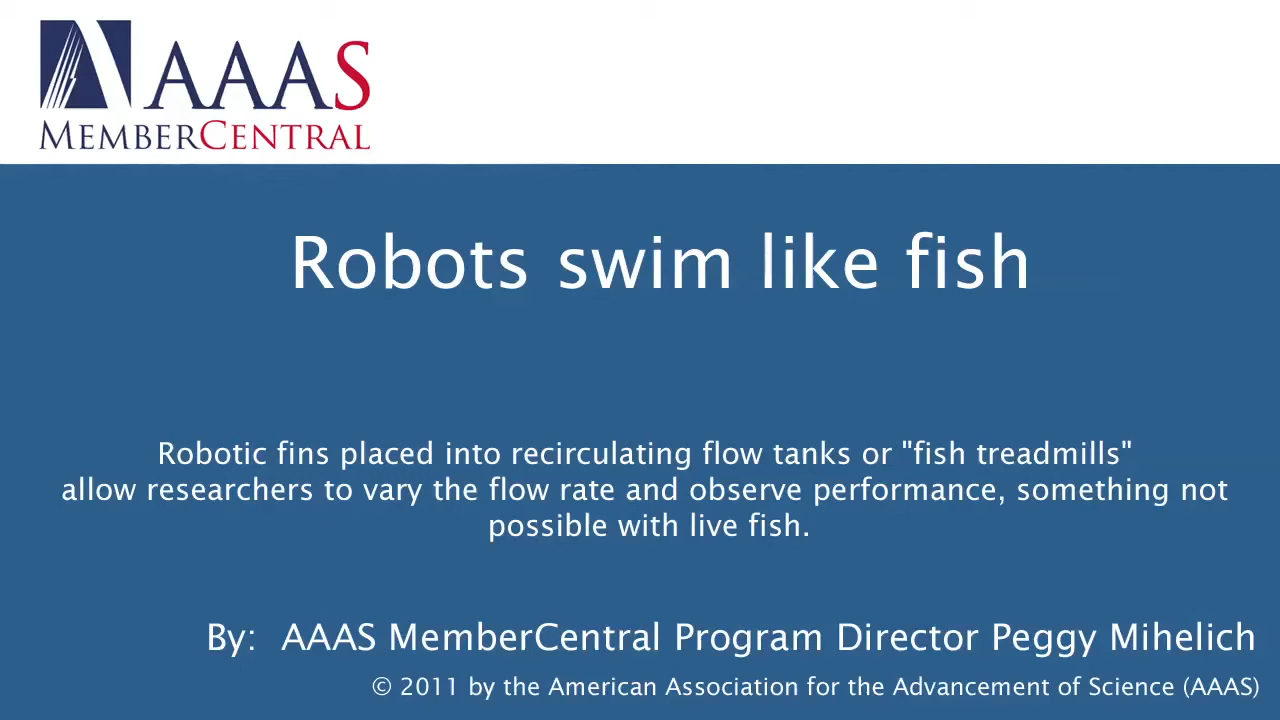 AAAS
MEMBERCENTRAL
Robots swim like fish
Robotic fins placed into recirculating flow tanks or "fish treadmills"
allow researchers to vary the flow rate and observe performance, something not
possible with live fish.
By:  AAAS MemberCentral Program Director Peggy Mihelich
© 2011 by the American Association for the Advancement of Science (AAAS)